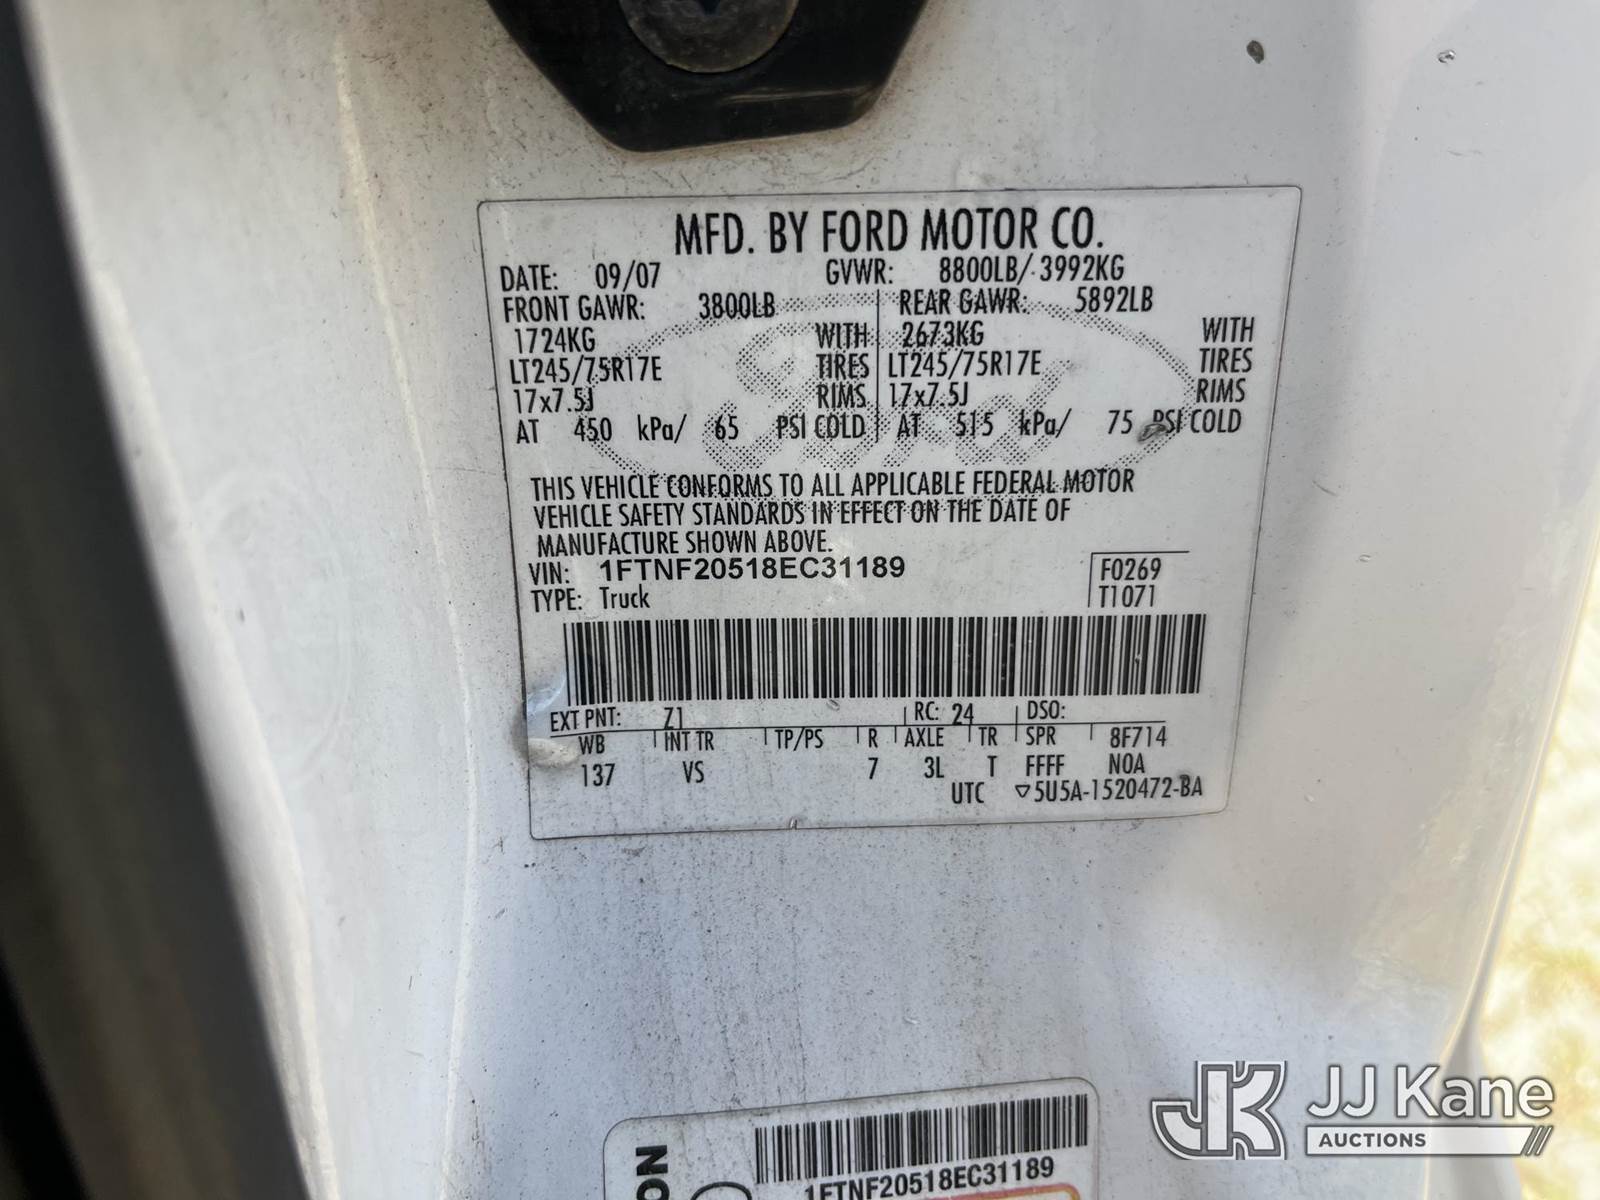 MFD. BY FORD MOTOR CO.
DATE: 09/07 GVWR: 8800LB/ 3992KG
FRONT GAWR: 3800LB REAR GAWR: 5892LB
1724KG WITH 2673KG WITH
LT245/75R17E TIRES LT245/75R17E TIRES
17x7.5J RIMS 17x7.5J RIMS
AT 450 kPa/ 65 PSI COLD AT 515 kPa/ 75 PSI COLD
Ford
THIS VEHICLE CONFORMS TO ALL APPLICABLE FEDERAL MOTOR
VEHICLE SAFETY STANDARDS IN EFFECT ON THE DATE OF
MANUFACTURE SHOWN ABOVE.
VIN: 1FTNF20518EC31189 F0269
TYPE: Truck T1071
EXT PNT: Z1 RC: 24 DSO:
WB INT TR TP/PS R AXLE TR SPR 8F714
137 VS 7 3L T FFFF NOA
UTC ▽5U5A-1520472-BA
1FTNF20518EC31189
ON
JK JJ Kane
AUCTIONS